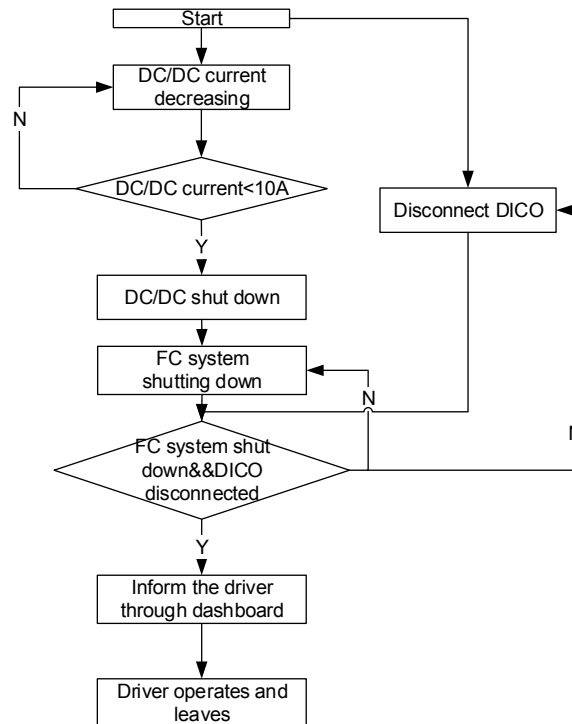 Start
DC/DC current
decreasing
N
DC/DC current<10A
Disconnect DICO
Y
DC/DC shut down
FC system
shutting down
N
FC system shut
down&&DICO
disconnected
Y
Inform the driver
through dashboard
Driver operates and
leaves